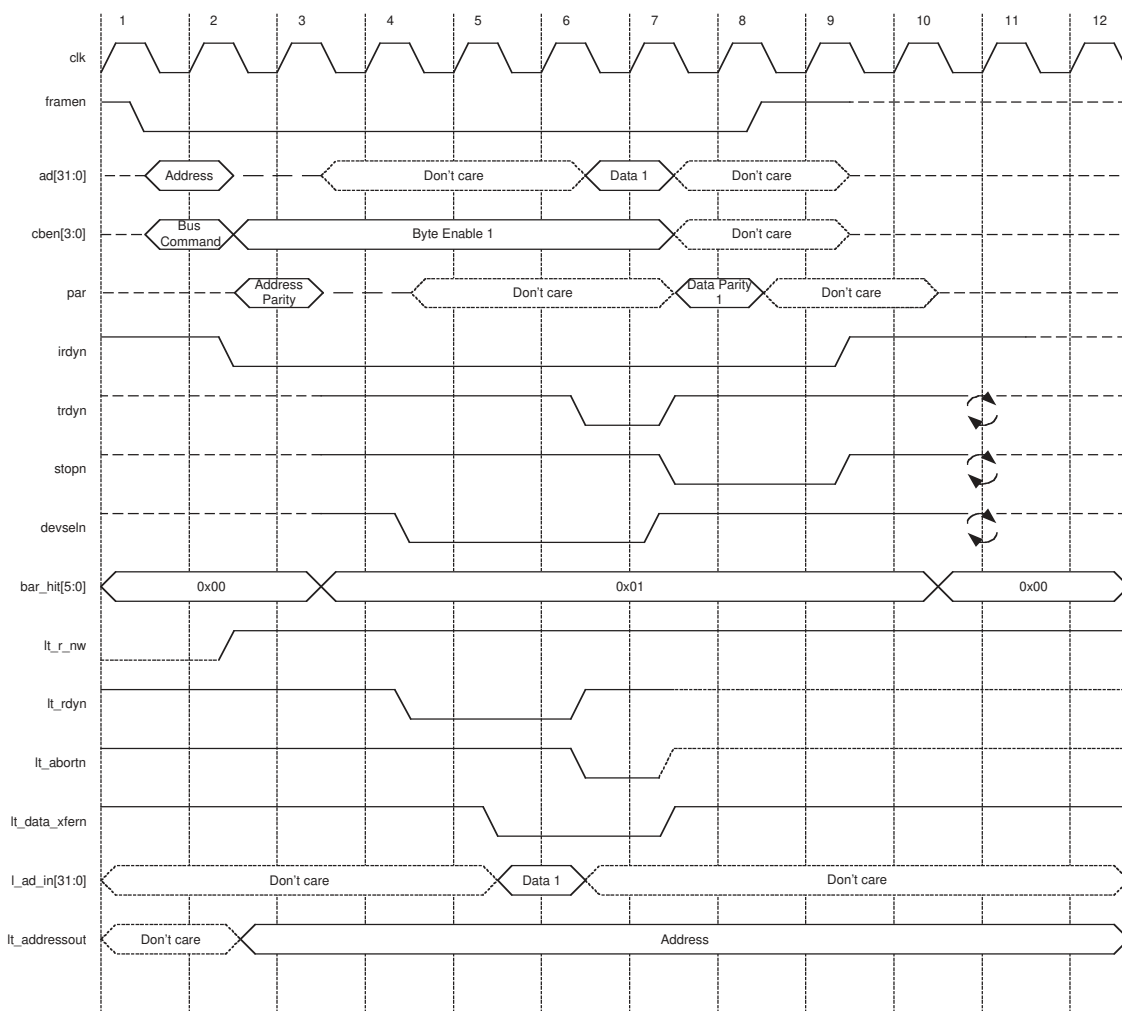 1 2 3 4 5 6 7 8 9 10 11 12
clk
framen
ad[31:0] Address Don't care Data 1 Don't care
cben[3:0] Bus Command Byte Enable 1 Don't care
par Address Parity Don't care Data Parity 1 Don't care
irdyn
trdyn
stopn
devseln
bar_hit[5:0] 0x00 0x01 0x00
lt_r_nw
lt_rdyn
lt_abortn
lt_data_xfern
l_ad_in[31:0] Don't care Data 1 Don't care
lt_addressout Don't care Address